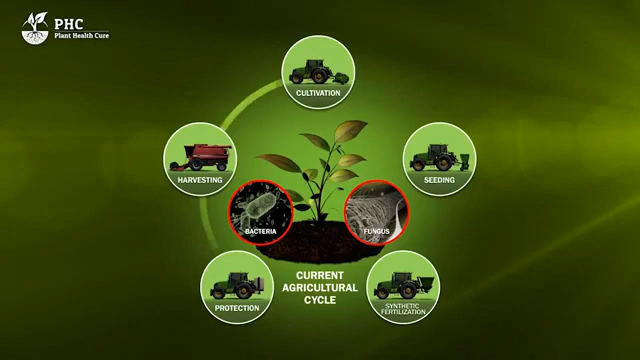 PHC
Plant Health Cure
CULTIVATION
HARVESTING
SEEDING
BACTERIA
FUNGUS
CURRENT
AGRICULTURAL
CYCLE
PROTECTION
SYNTHETIC
FERTILIZATION